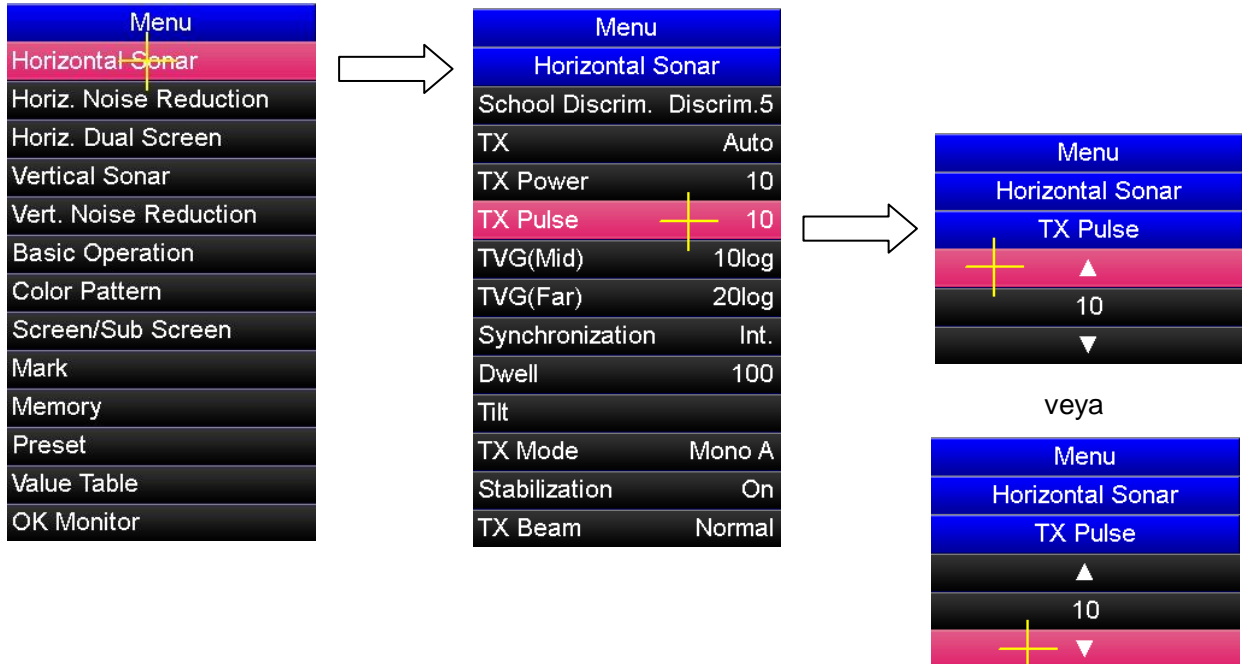 Menu
Horizontal Sonar
Horiz. Noise Reduction
Horiz. Dual Screen
Vertical Sonar
Vert. Noise Reduction
Basic Operation
Color Pattern
Screen/Sub Screen
Mark
Memory
Preset
Value Table
OK Monitor
Menu
Horizontal Sonar
School Discrim. Discrim.5
TX Auto
TX Power 10
TX Pulse 10
TVG(Mid) 10log
TVG(Far) 20log
Synchronization Int.
Dwell 100
Tilt
TX Mode Mono A
Stabilization On
TX Beam Normal
Menu
Horizontal Sonar
TX Pulse
▲
10
▼
veya
Menu
Horizontal Sonar
TX Pulse
▲
10
▼